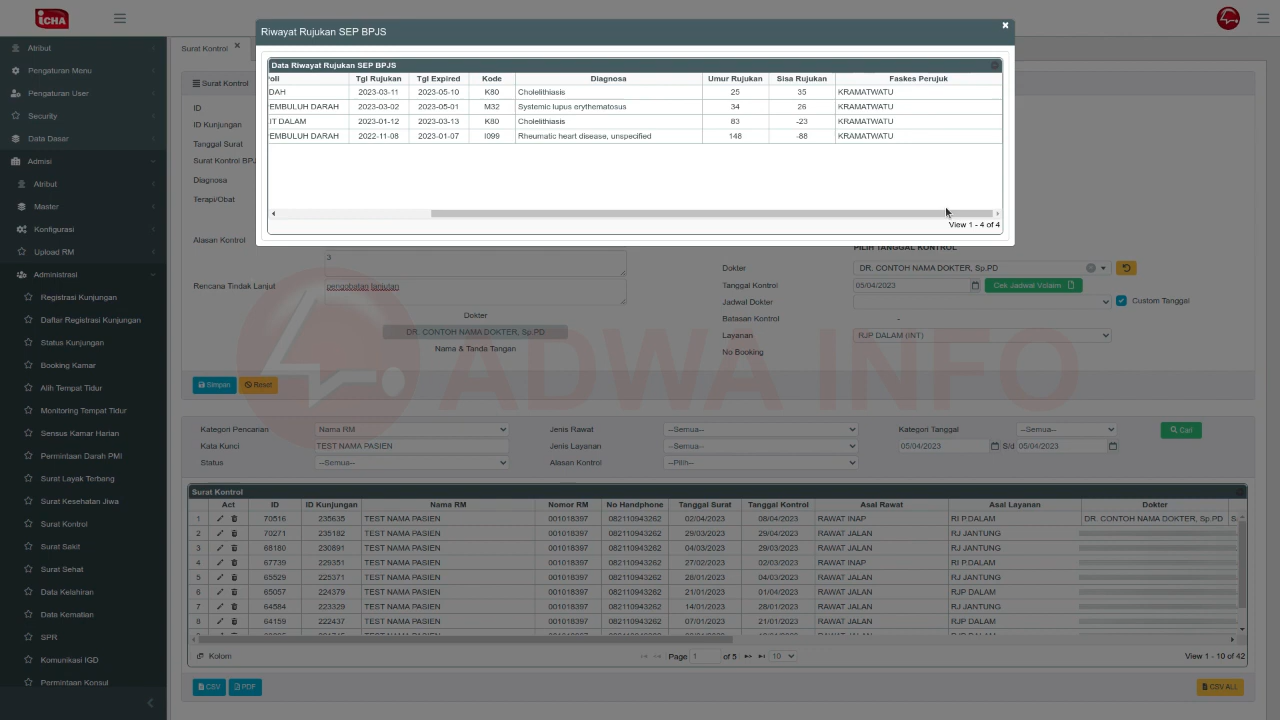 iCHA
Riwayat Rujukan SEP BPJS
Data Riwayat Rujukan SEP BPJS
Tgl Rujukan Tgl Expired Kode Diagnosa Umur Rujukan Sisa Rujukan Faskes Perujuk
DAH 2023-03-11 2023-05-10 K80 Cholelithiasis 25 35 KRAMATWATU
EMBULUH DARAH 2023-03-02 2023-05-01 M32 Systemic lupus erythematosus 34 26 KRAMATWATU
IT DALAM 2023-01-12 2023-03-13 K80 Cholelithiasis 83 -23 KRAMATWATU
EMBULUH DARAH 2022-11-08 2023-01-07 I099 Rheumatic heart disease, unspecified 148 -88 KRAMATWATU
View 1 - 4 of 4
Atribut
Pengaturan Menu
Pengaturan User
Security
Data Dasar
Admisi
Atribut
Master
Konfigurasi
Upload RM
Administrasi
Registrasi Kunjungan
Daftar Registrasi Kunjungan
Status Kunjungan
Booking Kamar
Alih Tempat Tidur
Monitoring Tempat Tidur
Sensus Kamar Harian
Permintaan Darah PMI
Surat Layak Terbang
Surat Kesehatan Jiwa
Surat Kontrol
Surat Sakit
Surat Sehat
Data Kelahiran
Data Kematian
SPR
Komunikasi IGD
Permintaan Konsul
Surat Kontrol
Surat Kontrol
ID
ID Kunjungan
Tanggal Surat
Surat Kontrol BPJ
Diagnosa
Terapi/Obat
Alasan Kontrol
3
Rencana Tindak Lanjut pengobatan lanjutan
Dokter
DR. CONTOH NAMA DOKTER, Sp.PD
Nama & Tanda Tangan
PILIH TANGGAL KONTROL
Dokter DR. CONTOH NAMA DOKTER, Sp.PD
Tanggal Kontrol 05/04/2023 Cek Jadwal Vclaim
Jadwal Dokter Custom Tanggal
Batasan Kontrol -
Layanan RJP DALAM (INT)
No Booking
ADWA INFO
Simpan Reset
Kategori Pencarian Nama RM Jenis Rawat --Semua-- Kategori Tanggal --Semua-- Cari
Kata Kunci TEST NAMA PASIEN Jenis Layanan --Semua-- 05/04/2023 S/d 05/04/2023
Status --Semua-- Alasan Kontrol --Pilih--
Surat Kontrol
Act ID ID Kunjungan Nama RM Nomor RM No Handphone Tanggal Surat Tanggal Kontrol Asal Rawat Asal Layanan Dokter
1 70516 235635 TEST NAMA PASIEN 001018397 082110943262 02/04/2023 08/04/2023 RAWAT INAP RI P.DALAM DR. CONTOH NAMA DOKTER, Sp.PD
2 70271 235182 TEST NAMA PASIEN 001018397 082110943262 29/03/2023 29/04/2023 RAWAT JALAN RJ JANTUNG
3 68180 230891 TEST NAMA PASIEN 001018397 082110943262 04/03/2023 29/03/2023 RAWAT JALAN RJ JANTUNG
4 67739 229351 TEST NAMA PASIEN 001018397 082110943262 27/02/2023 02/03/2023 RAWAT INAP RI P.DALAM
5 65529 225371 TEST NAMA PASIEN 001018397 082110943262 28/01/2023 04/03/2023 RAWAT JALAN RJ JANTUNG
6 65057 224379 TEST NAMA PASIEN 001018397 082110943262 21/01/2023 01/04/2023 RAWAT JALAN RJP DALAM
7 64584 223329 TEST NAMA PASIEN 001018397 082110943262 14/01/2023 28/01/2023 RAWAT JALAN RJ JANTUNG
8 64159 222437 TEST NAMA PASIEN 001018397 082110943262 07/01/2023 21/01/2023 RAWAT JALAN RJP DALAM
Kolom Page 1 of 5 10 View 1 - 10 of 42
CSV PDF CSV ALL